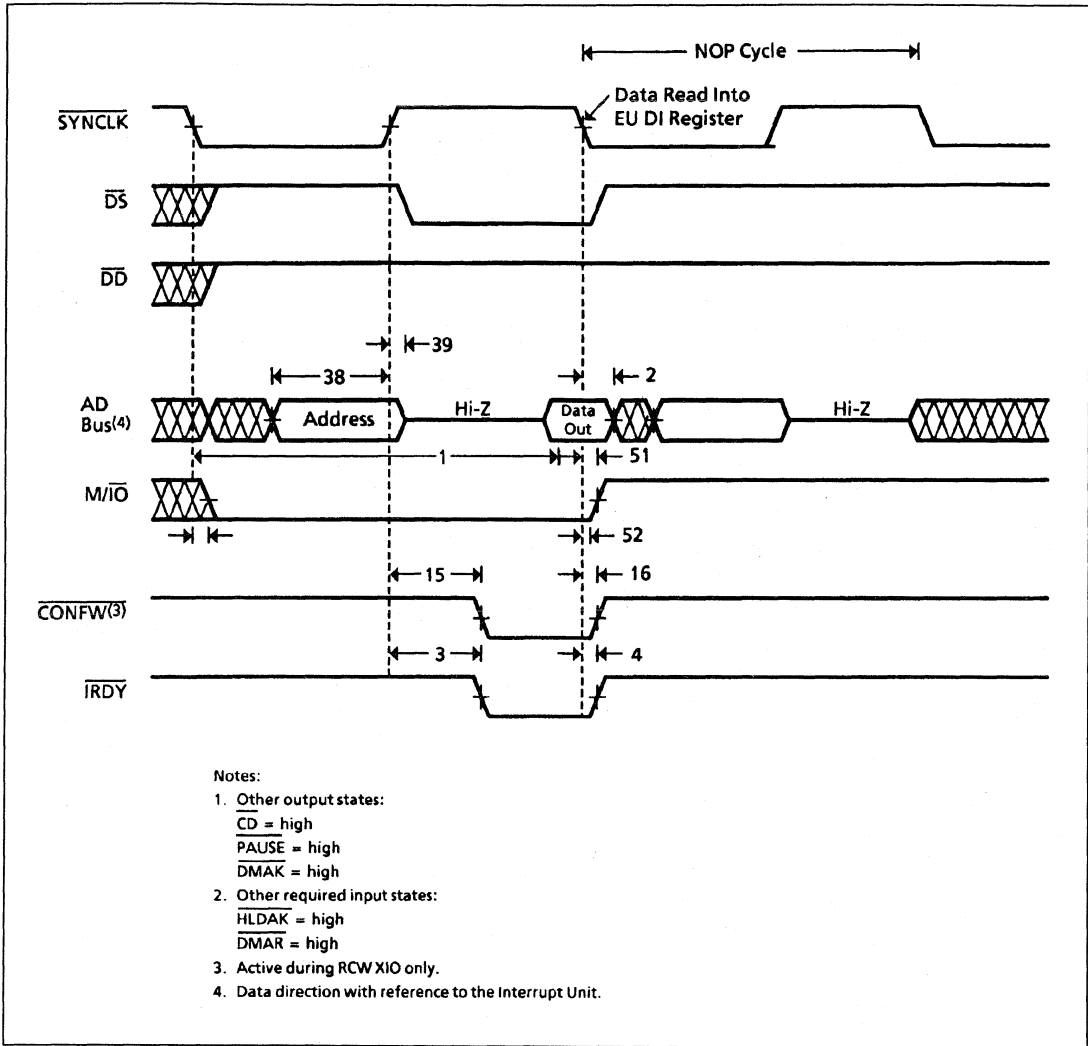 NOP Cycle
SYNCLK
Data Read Into
EU DI Register
DS
DD
39
38
2
AD
Bus(4)
Address
Hi-Z
Data
Out
Hi-Z
1
51
M/IO
52
15
16
CONFW(3)
3
4
IRDY
Notes:
1. Other output states:
CD = high
PAUSE = high
DMAK = high
2. Other required input states:
HLDAK = high
DMAR = high
3. Active during RCW XIO only.
4. Data direction with reference to the Interrupt Unit.